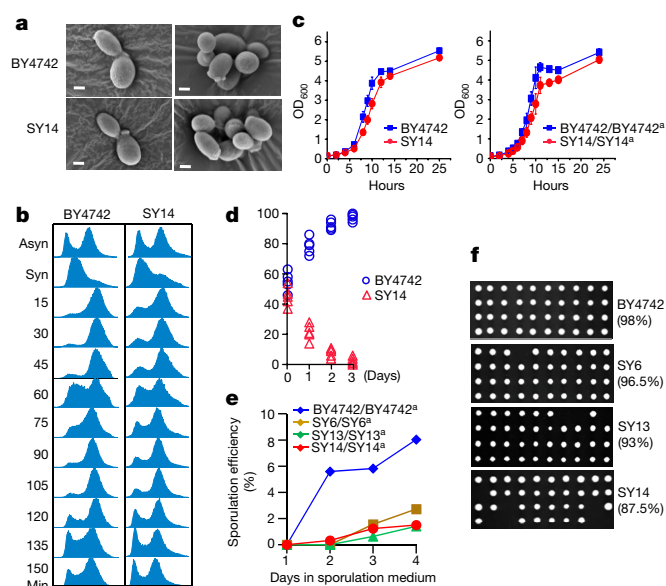 a
BY4742
SY14
b
BY4742 SY14
Asyn
Syn
15
30
45
60
75
90
105
120
135
150
Min
c
OD600
6
5
4
3
2
1
0
BY4742
SY14
0 5 10 15 20 25
Hours
OD600
6
5
4
3
2
1
0
BY4742/BY4742a
SY14/SY14a
0 5 10 15 20 25
Hours
d
100
80
60
40
20
0
BY4742
SY14
0 1 2 3 (Days)
e
Sporulation efficiency
(%)
10
8
6
4
2
0
BY4742/BY4742a
SY6/SY6a
SY13/SY13a
SY14/SY14a
1 2 3 4
Days in sporulation medium
f
BY4742
(98%)
SY6
(96.5%)
SY13
(93%)
SY14
(87.5%)